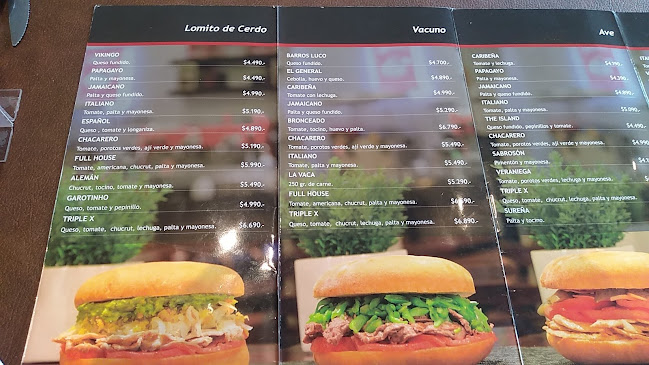 Lomito de Cerdo
VIKINGO
Queso fundido. $4.490.-
PAPAGAYO
Palta y mayonesa. $4.490.-
JAMAICANO
Palta y queso fundido. $4.490.-
ITALIANO
Tomate, palta y mayonesa. $5.190.-
ESPAÑOL
Queso , tomate y longaniza. $4.890.-
CHACARERO
Tomate, porotos verdes, ají verde y mayonesa. $5.190.-
FULL HOUSE
Tomate, americana, chucrut, palta y mayonesa. $5.990.-
ALEMÁN
Chucrut, tocino, tomate y mayonesa. $5.490.-
GAROTINHO
Queso, tomate y pepinillo. $4.990.-
TRIPLE X
Queso, tomate, chucrut, lechuga, palta y mayonesa. $6.690.-
Vacuno
BARROS LUCO
Queso fundido. $4.700.-
EL GENERAL
Cebolla, huevo y queso. $4.890.-
CARIBEÑA
Tomate con lechuga. $4.990.-
JAMAICANO
Palta y queso fundido. $5.290.-
BRONCEADO
Tomate, tocino, huevo y palta. $6.790.-
CHACARERO
Tomate, porotos verdes, ají verde y mayonesa. $5.490.-
ITALIANO
Tomate, palta y mayonesa. $5.490.-
LA VACA
250 gr. de carne. $5.290.-
FULL HOUSE
Tomate, americana, chucrut, palta y mayonesa. $6.890.-
TRIPLE X
Queso, tomate, chucrut, lechuga, palta y mayonesa.
Ave
CARIBEÑA
Tomate y lechuga. $4.390.-
PAPAGAYO
Palta y mayonesa. $4.390.-
JAMAICANO
Palta y queso fundido.
ITALIANO
Tomate, palta y mayonesa. $5.090.-
THE ISLAND
Queso fundido, pepinillos y tomate. $4.490.-
CHACARERO
Tomate, porotos verdes, ají verde y mayonesa.
SABROSÓN
Pimentón y mayonesa.
VERANIEGA
Tomate, porotos verdes, lechuga y mayonesa.
TRIPLE X
Queso, tomate, chucrut, lechuga, palta y mayonesa.
SUREÑA
Palta y tocino.